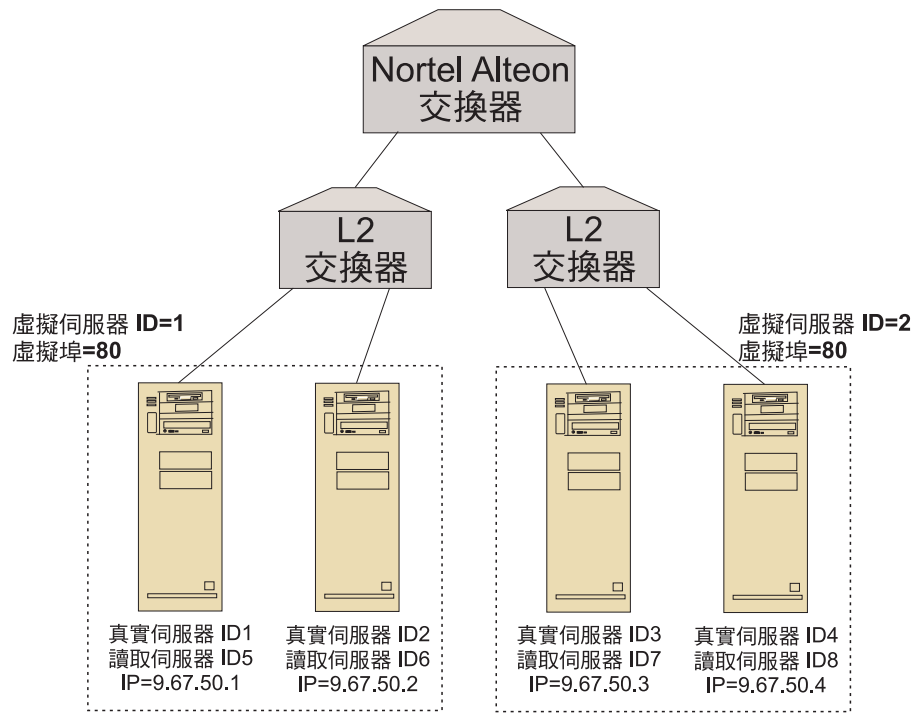 Nortel Alteon
交換器
L2
交換器
L2
交換器
虛擬伺服器 ID=1
虛擬埠=80
虛擬伺服器 ID=2
虛擬埠=80
真實伺服器 ID1
讀取伺服器 ID5
IP=9.67.50.1
真實伺服器 ID2
讀取伺服器 ID6
IP=9.67.50.2
真實伺服器 ID3
讀取伺服器 ID7
IP=9.67.50.3
真實伺服器 ID4
讀取伺服器 ID8
IP=9.67.50.4